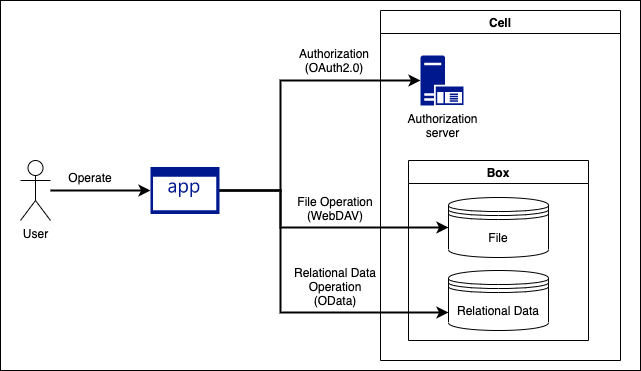 Cell
Authorization
(OAuth2.0)
Authorization
server
Operate
app
User
Box
File Operation
(WebDAV)
File
Relational Data
Operation
(OData)
Relational Data